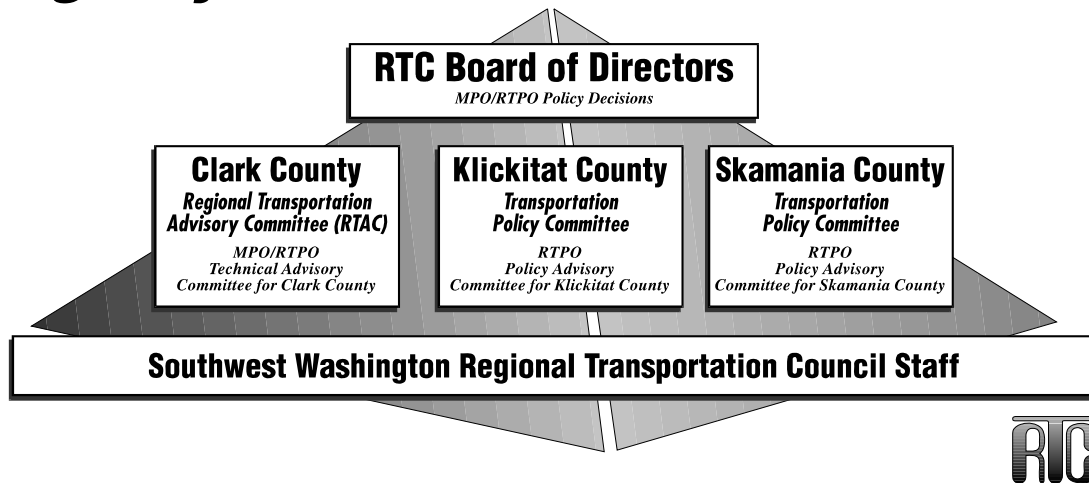 RTC Board of Directors
MPO/RTPO Policy Decisions
Clark County
Regional Transportation
Advisory Committee (RTAC)
MPO/RTPO
Technical Advisory
Committee for Clark County
Klickitat County
Transportation
Policy Committee
RTPO
Policy Advisory
Committee for Klickitat County
Skamania County
Transportation
Policy Committee
RTPO
Policy Advisory
Committee for Skamania County
Southwest Washington Regional Transportation Council Staff
RTC